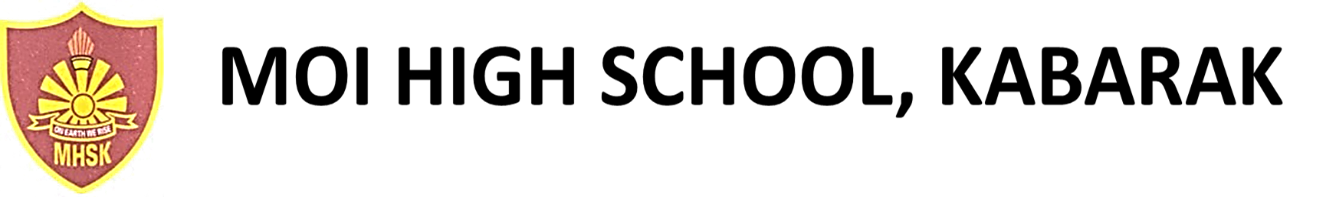 MOI HIGH SCHOOL, KABARAK
ON EARTH WE RISE
MHSK